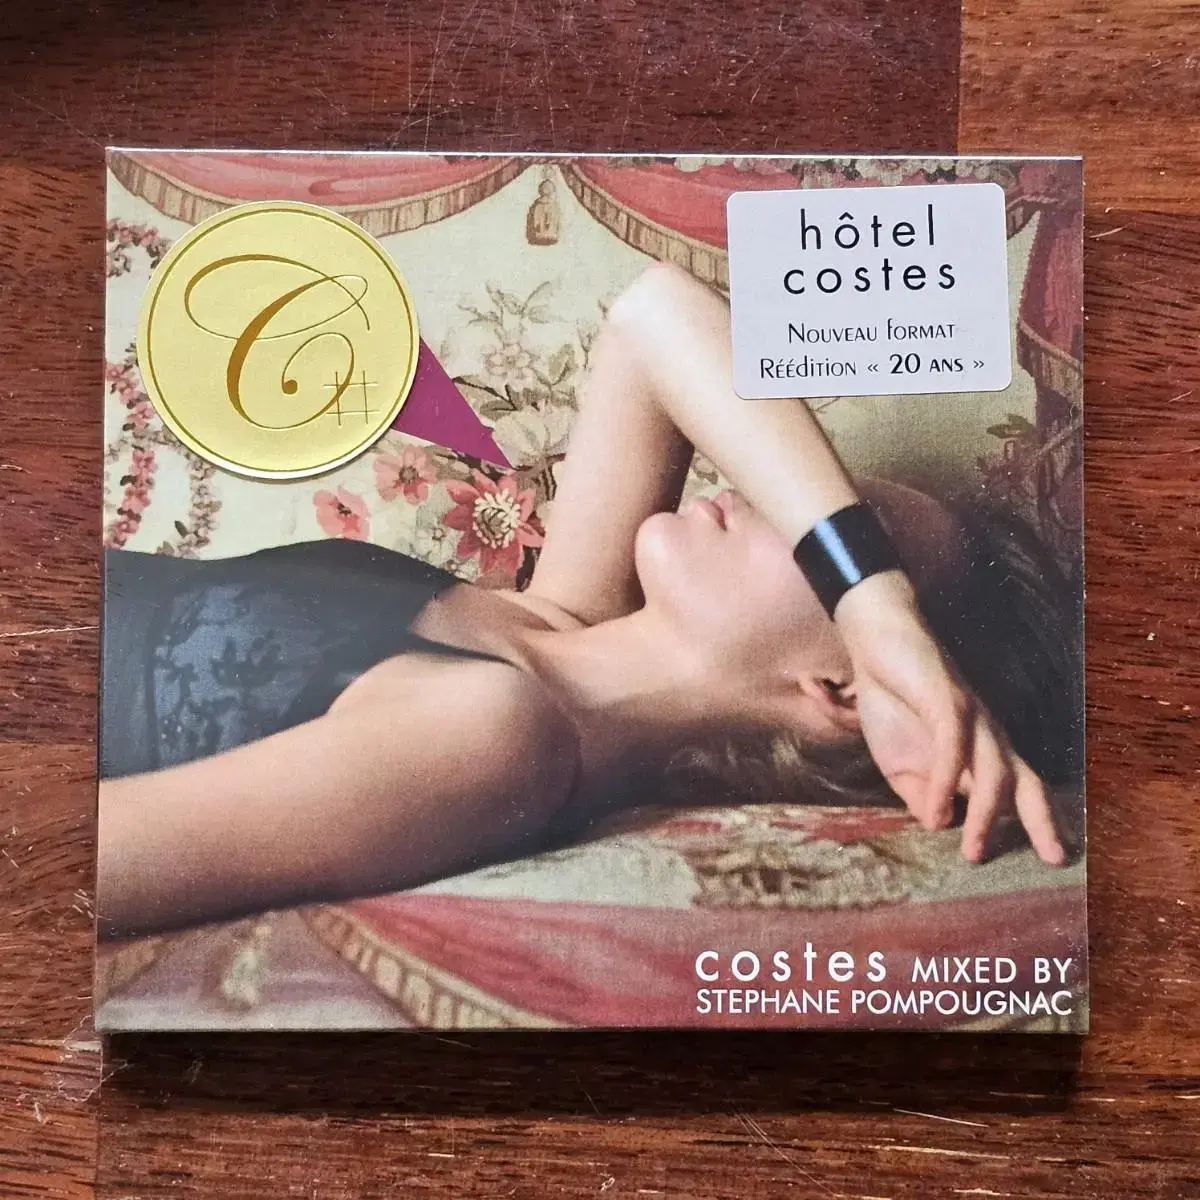 C#
hôtel
costes
Nouveau format
Réédition « 20 ans »
costes MIXED BY
STEPHANE POMPOUGNAC